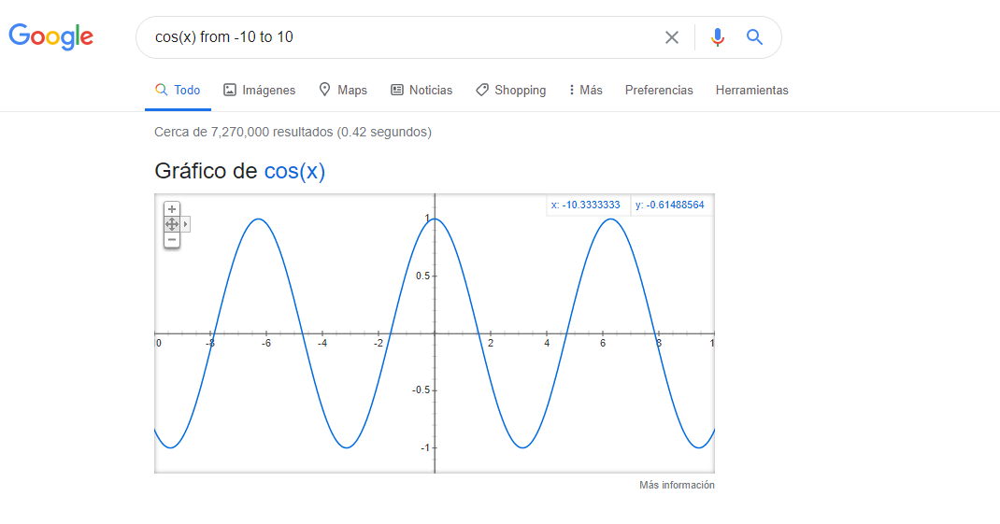 Google
cos(x) from -10 to 10
Todo Imágenes Maps Noticias Shopping Más Preferencias Herramientas
Cerca de 7,270,000 resultados (0.42 segundos)
Gráfico de cos(x)
x: -10.3333333 y: -0.61488564
1
0.5
0 -8 -6 -4 -2 2 4 6 8 1
-0.5
-1
Más información